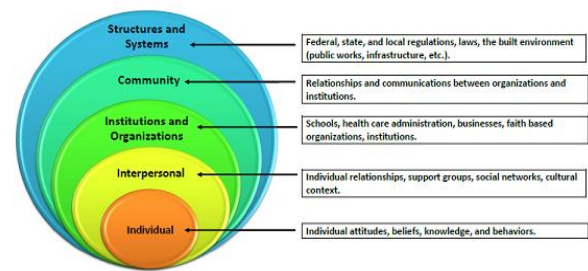 Structures and
Systems
Federal, state, and local regulations, laws, the built environment
(public works, infrastructure, etc.).
Community
Relationships and communications between organizations and
institutions.
Institutions and
Organizations
Schools, health care administration, businesses, faith based
organizations, institutions.
Interpersonal
Individual relationships, support groups, social networks, cultural
context.
Individual
Individual attitudes, beliefs, knowledge, and behaviors.